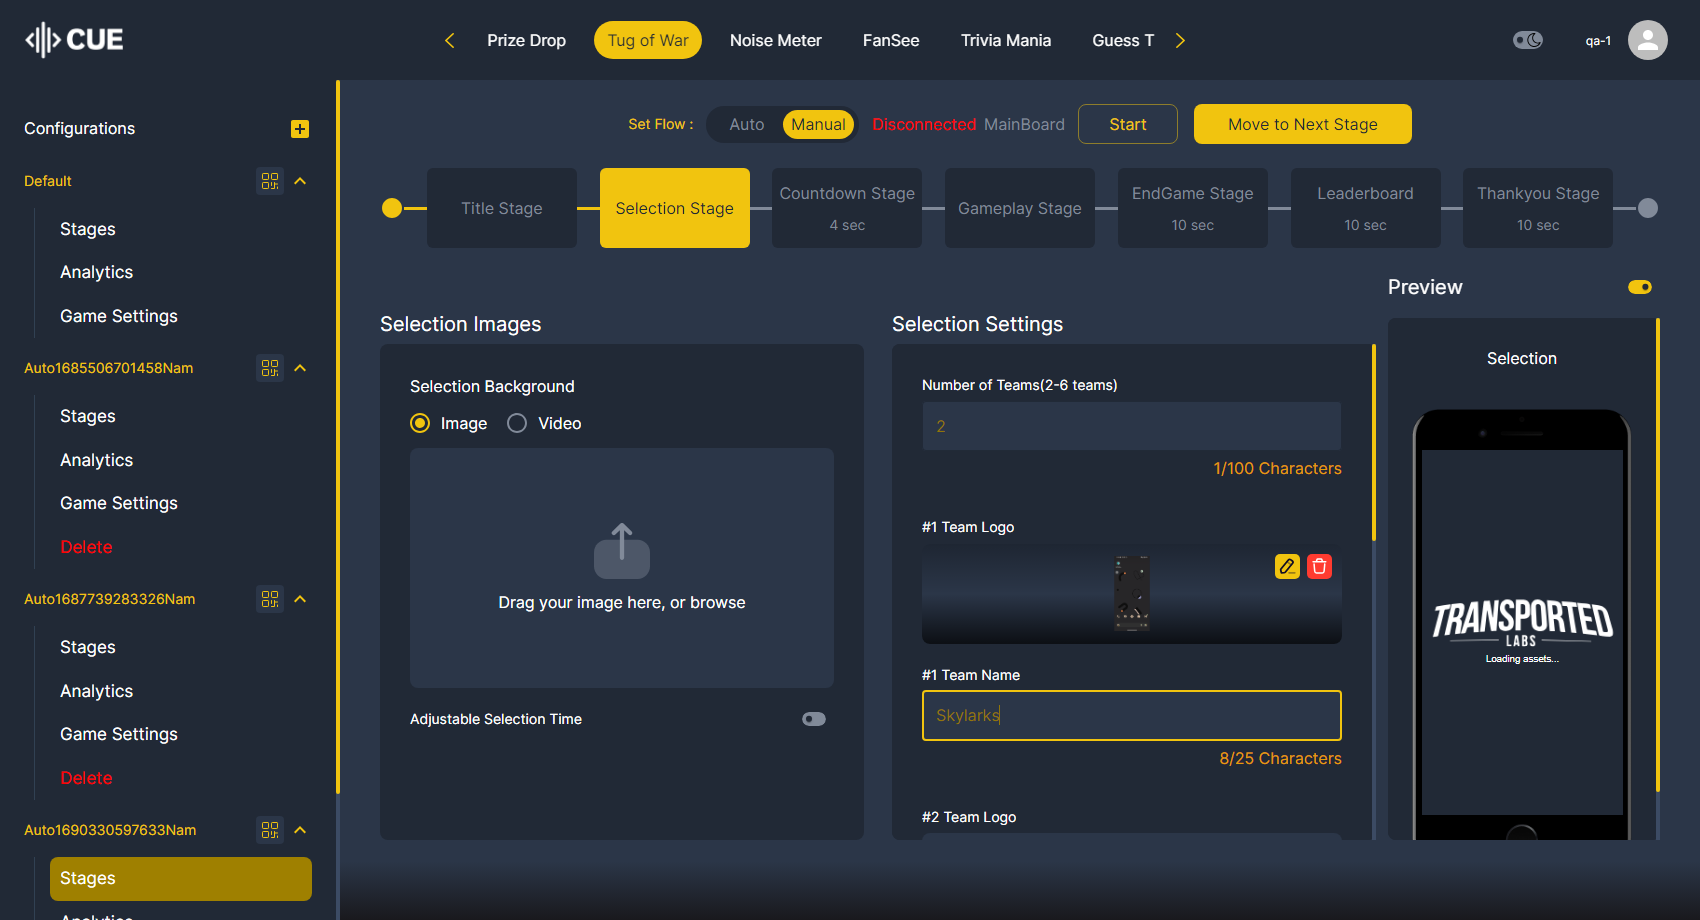 CUE
Prize Drop
Tug of War
Noise Meter
FanSee
Trivia Mania
Guess T
qa-1
Configurations
Default
Stages
Analytics
Game Settings
Auto1685506701458Nam
Stages
Analytics
Game Settings
Delete
Auto1687739283326Nam
Stages
Analytics
Game Settings
Delete
Auto1690330597633Nam
Stages
Analytics
Set Flow :
Auto
Manual
Disconnected MainBoard
Start
Move to Next Stage
Title Stage
Selection Stage
Countdown Stage
4 sec
Gameplay Stage
EndGame Stage
10 sec
Leaderboard
10 sec
Thankyou Stage
10 sec
Selection Images
Selection Background
Image
Video
Drag your image here, or browse
Adjustable Selection Time
Selection Settings
Number of Teams(2-6 teams)
2
1/100 Characters
#1 Team Logo
#1 Team Name
Skylarks
8/25 Characters
#2 Team Logo
Preview
Selection
TRANSPORTED
LABS
Loading assets...